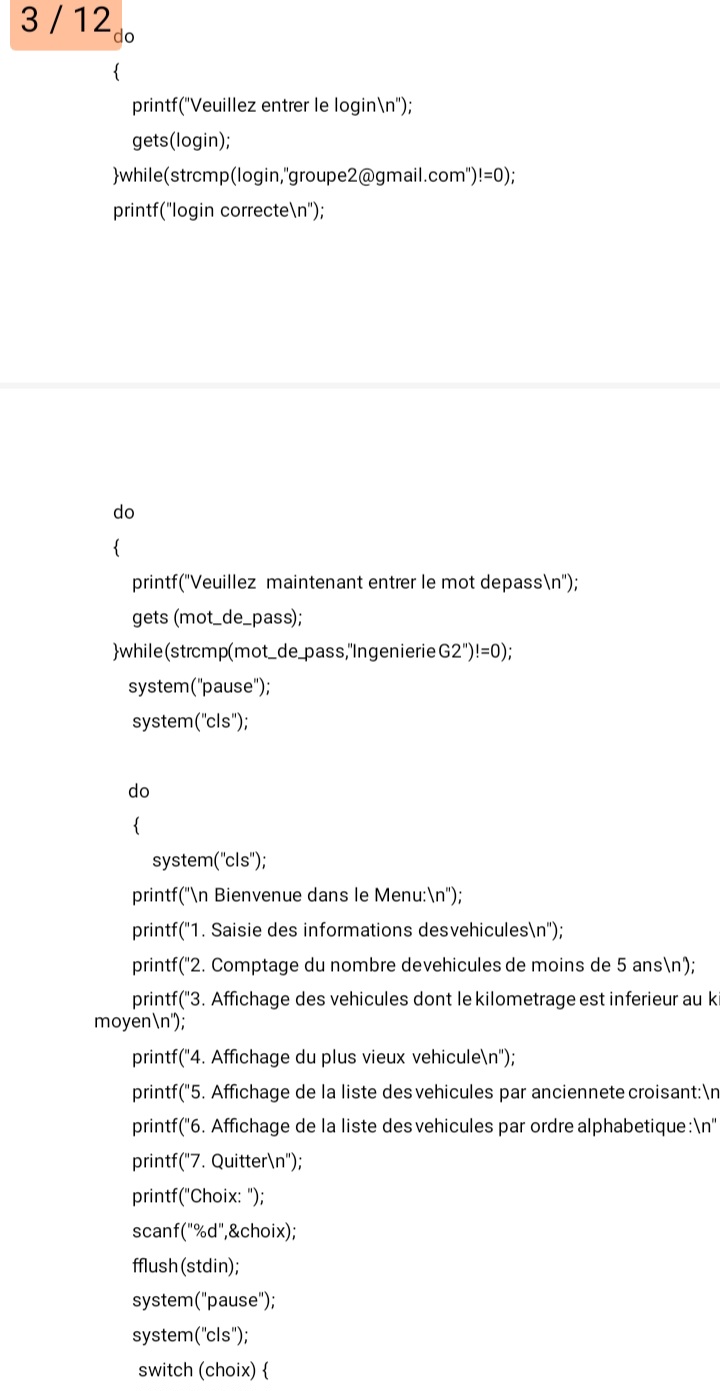 3 / 12
do
{
printf("Veuillez entrer le login\n");
gets(login);
}while(strcmp(login,"groupe2@gmail.com")!=0);
printf("login correcte\n");
do
{
printf("Veuillez  maintenant entrer le mot depass\n");
gets (mot_de_pass);
}while(strcmp(mot_de_pass,"Ingenierie G2")!=0);
system("pause");
system("cls");
do
{
system("cls");
printf("\n Bienvenue dans le Menu:\n");
printf("1. Saisie des informations desvehicules\n");
printf("2. Comptage du nombre devehicules de moins de 5 ans\n");
printf("3. Affichage des vehicules dont le kilometrage est inferieur au ki
moyen\n");
printf("4. Affichage du plus vieux vehicule\n");
printf("5. Affichage de la liste des vehicules par anciennete croisant:\n
printf("6. Affichage de la liste des vehicules par ordre alphabetique :\n"
printf("7. Quitter\n");
printf("Choix: ");
scanf("%d",&choix);
fflush(stdin);
system("pause");
system("cls");
switch (choix) {